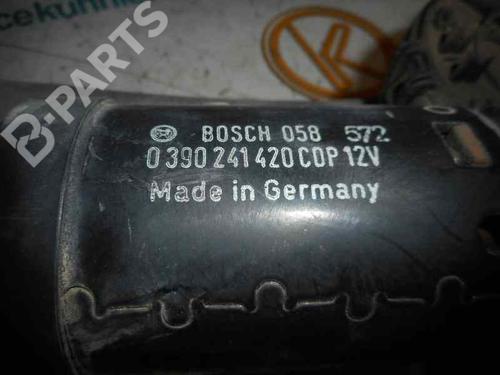 B-PARTS
BOSCH 058 572
0 390 241 420 CDP 12V
Made in Germany